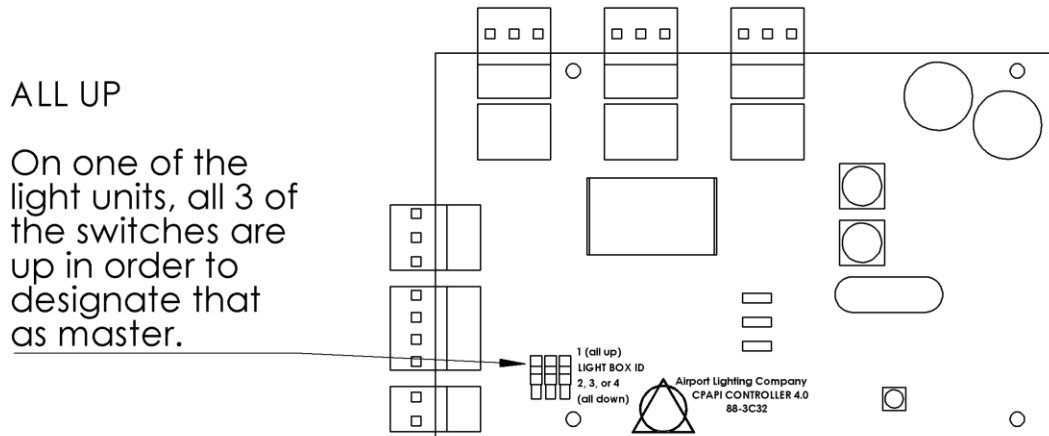 ALL UP
On one of the
light units, all 3 of
the switches are
up in order to
designate that
as master.
1 (all up)
LIGHT BOX ID
2, 3, or 4
(all down)
Airport Lighting Company
CPAPI CONTROLLER 4.0
88-3C32